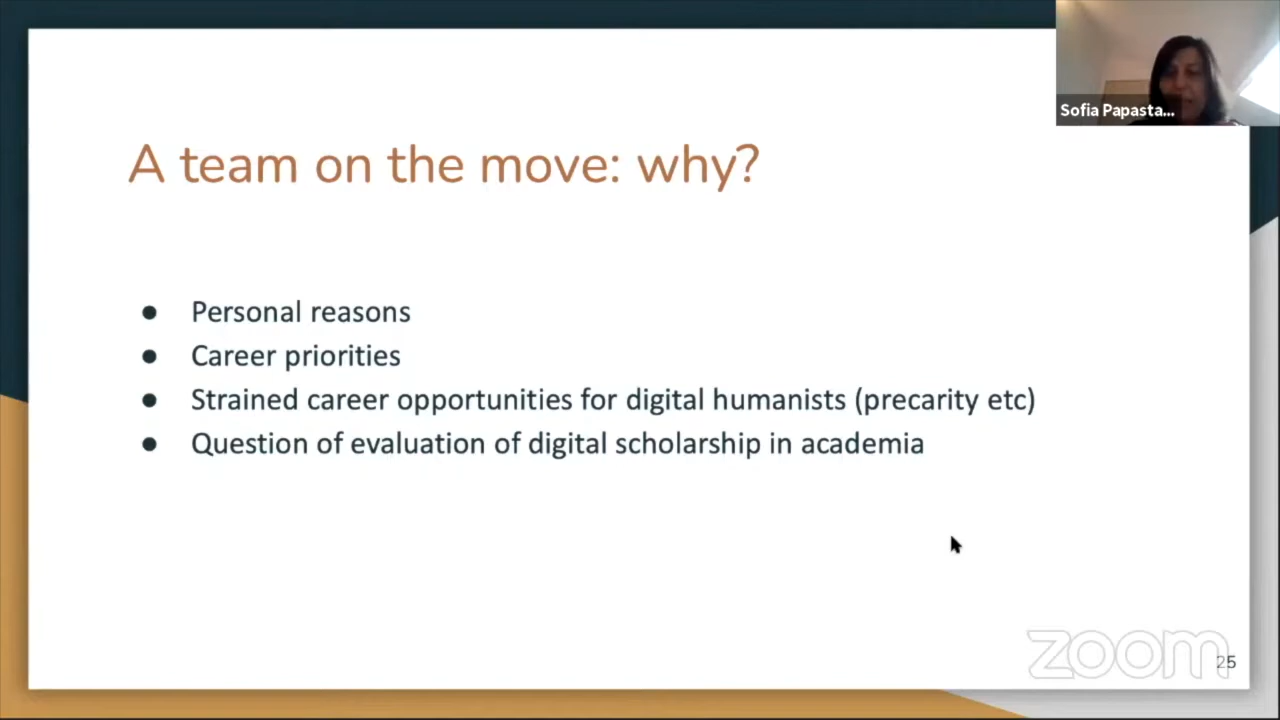 Sofia Papasta...
A team on the move: why?
● Personal reasons
● Career priorities
● Strained career opportunities for digital humanists (precarity etc)
● Question of evaluation of digital scholarship in academia
zoom
25